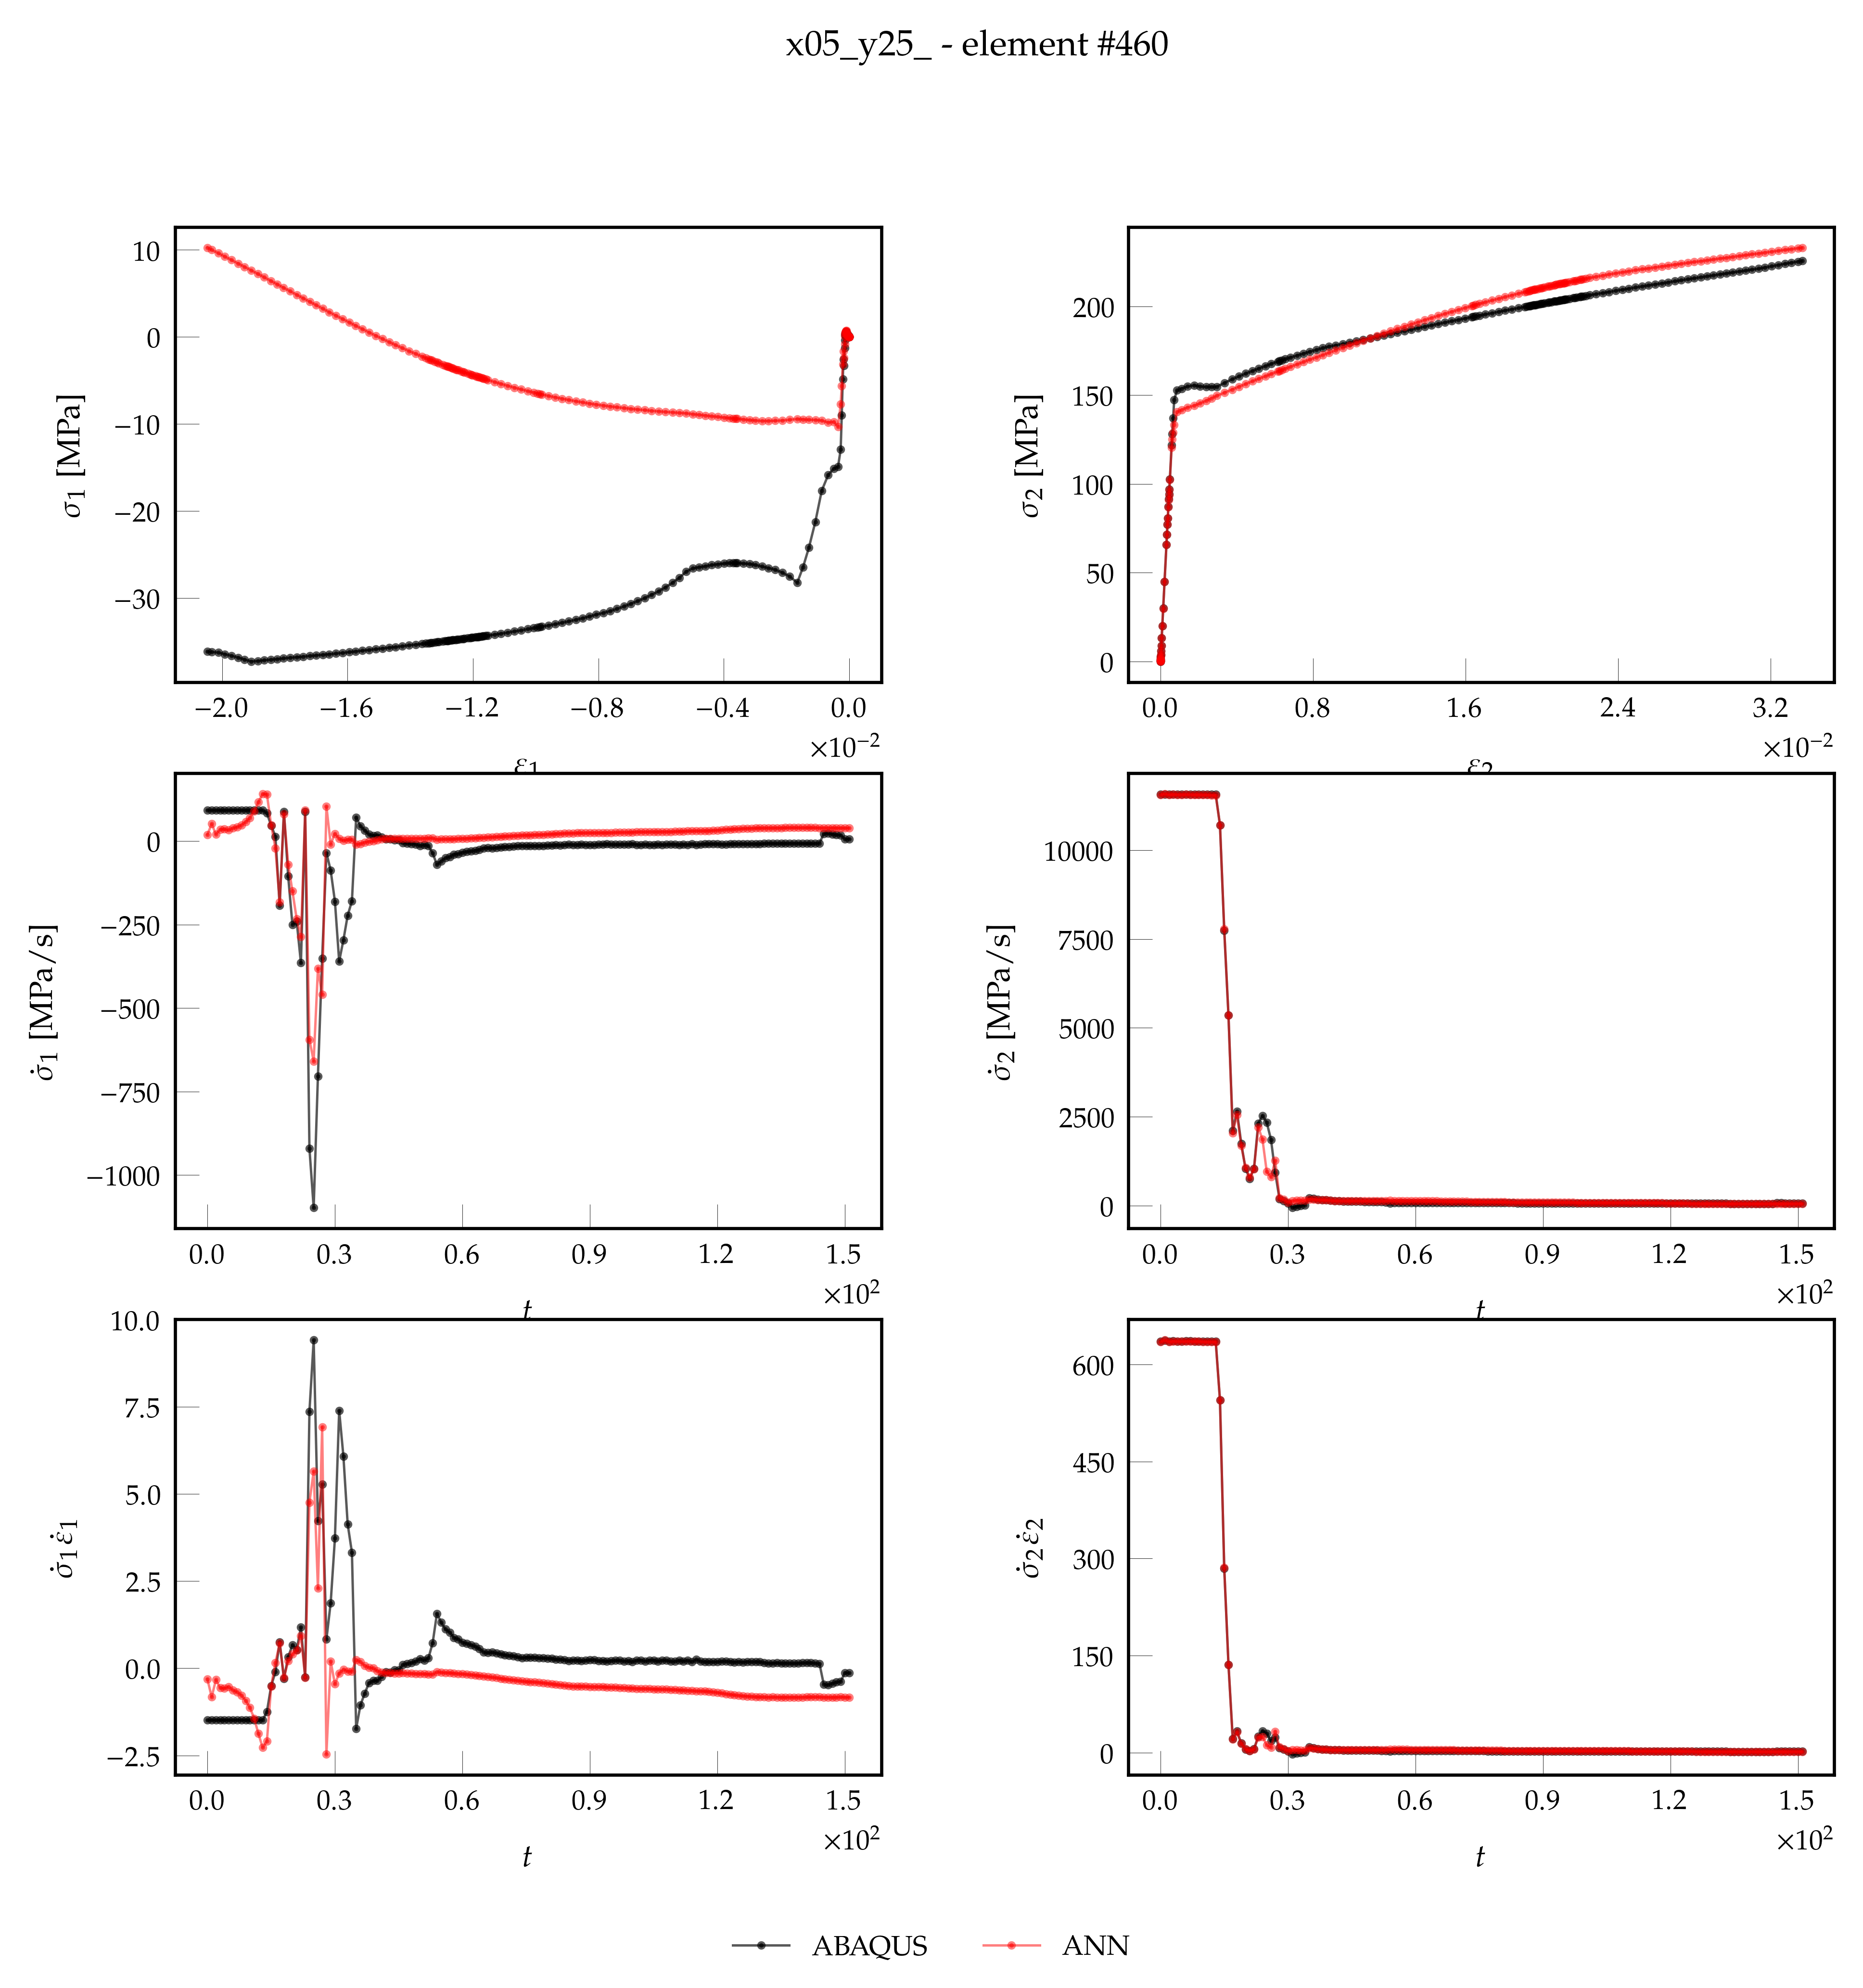 x05_y25_ - element #460
σ1 [MPa]
10
0
−10
−20
−30
−2.0 −1.6 −1.2 −0.8 −0.4 0.0
×10−2
ε1
σ2 [MPa]
200
150
100
50
0
0.0 0.8 1.6 2.4 3.2
×10−2
ε2
σ̇1 [MPa/s]
0
−250
−500
−750
−1000
0.0 0.3 0.6 0.9 1.2 1.5
×102
t
σ̇2 [MPa/s]
10000
7500
5000
2500
0
0.0 0.3 0.6 0.9 1.2 1.5
×102
t
σ̇1ε̇1
10.0
7.5
5.0
2.5
0.0
−2.5
0.0 0.3 0.6 0.9 1.2 1.5
×102
t
σ̇2ε̇2
600
450
300
150
0
0.0 0.3 0.6 0.9 1.2 1.5
×102
t
ABAQUS ANN